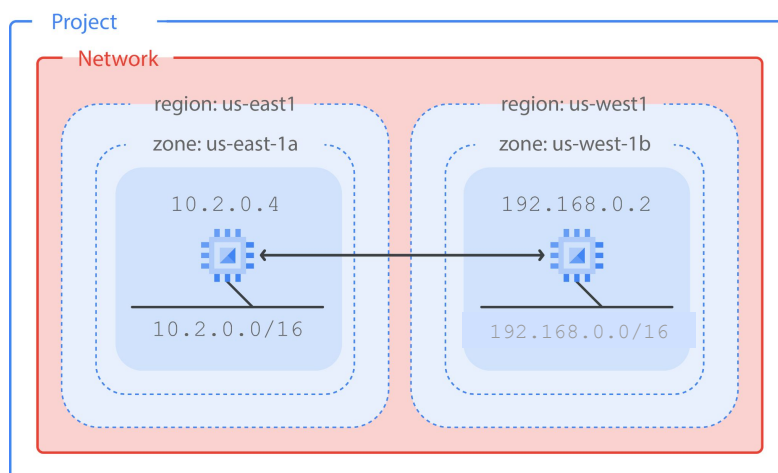 Project
Network
region: us-east1
zone: us-east-1a
10.2.0.4
10.2.0.0/16
region: us-west1
zone: us-west-1b
192.168.0.2
192.168.0.0/16